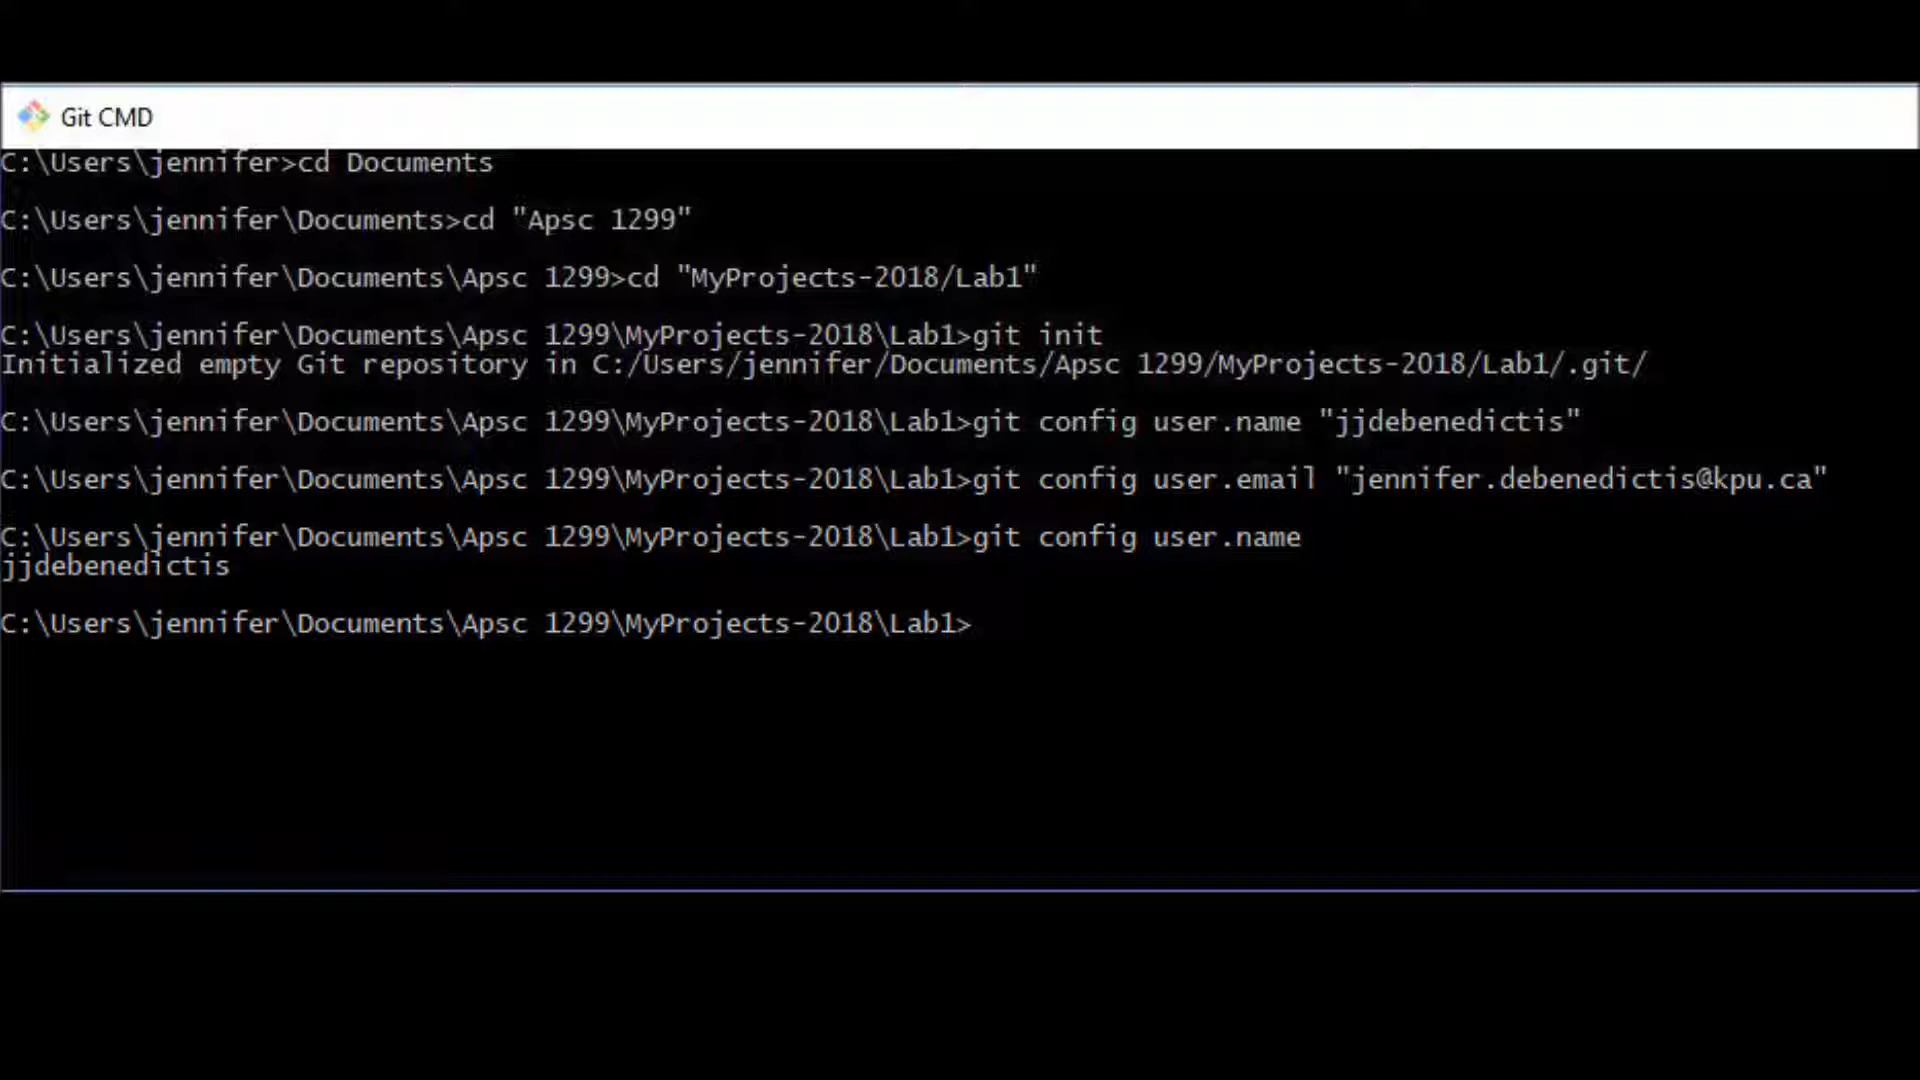 Git CMD
C:\Users\jennifer>cd Documents
C:\Users\jennifer\Documents>cd "Apsc 1299"
C:\Users\jennifer\Documents\Apsc 1299>cd "MyProjects-2018/Lab1"
C:\Users\jennifer\Documents\Apsc 1299\MyProjects-2018\Lab1>git init
Initialized empty Git repository in C:/Users/jennifer/Documents/Apsc 1299/MyProjects-2018/Lab1/.git/
C:\Users\jennifer\Documents\Apsc 1299\MyProjects-2018\Lab1>git config user.name "jjdebenedictis"
C:\Users\jennifer\Documents\Apsc 1299\MyProjects-2018\Lab1>git config user.email "jennifer.debenedictis@kpu.ca"
C:\Users\jennifer\Documents\Apsc 1299\MyProjects-2018\Lab1>git config user.name
jjdebenedictis
C:\Users\jennifer\Documents\Apsc 1299\MyProjects-2018\Lab1>